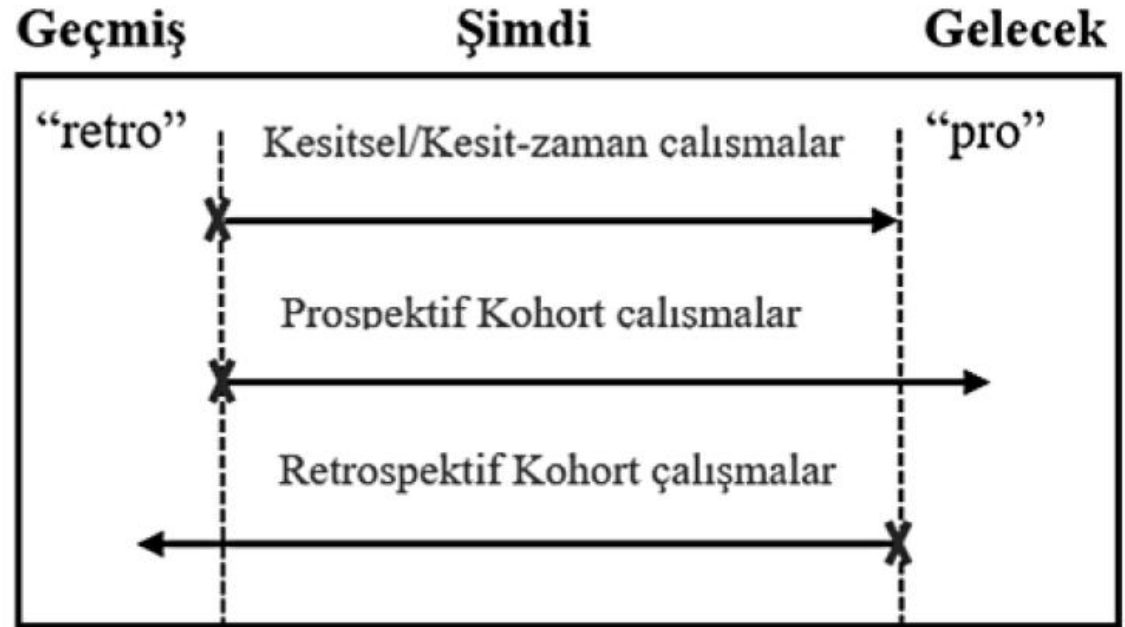 Geçmiş Şimdi Gelecek
“retro” “pro”
Kesitsel/Kesit-zaman calısmalar
Prospektif Kohort calısmalar
Retrospektif Kohort çalışmalar